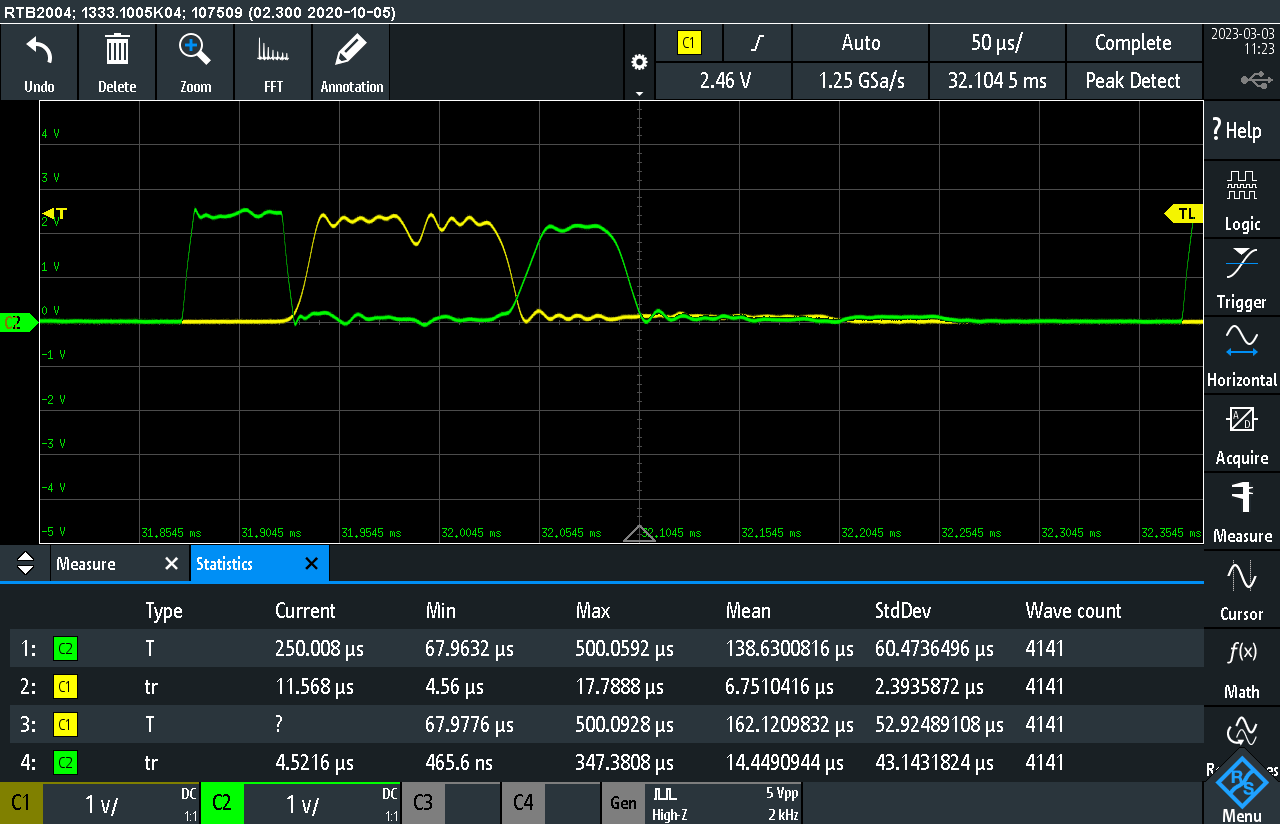 RTB2004; 1333.1005K04; 107509 (02.300 2020-10-05)
Undo
Delete
Zoom
FFT
Annotation
C1
Auto
50 µs/
Complete
2.46 V
1.25 GSa/s
32.104 5 ms
Peak Detect
2023-03-03
11:23
4 V
3 V
2 V
1 V
0 V
-1 V
-2 V
-3 V
-4 V
-5 V
T
TL
C2
31.8545 ms
31.9045 ms
31.9545 ms
32.0045 ms
32.0545 ms
32.1045 ms
32.1545 ms
32.2045 ms
32.2545 ms
32.3045 ms
32.3545 ms
? Help
Logic
Trigger
Horizontal
A/D
Acquire
Measure
Cursor
f(x)
Math
R&S
Menu
Measure
Statistics
Type Current Min Max Mean StdDev Wave count
1: C2 T 250.008 µs 67.9632 µs 500.0592 µs 138.6300816 µs 60.4736496 µs 4141
2: C1 tr 11.568 µs 4.56 µs 17.7888 µs 6.7510416 µs 2.3935872 µs 4141
3: C1 T ? 67.9776 µs 500.0928 µs 162.1209832 µs 52.92489108 µs 4141
4: C2 tr 4.5216 µs 465.6 ns 347.3808 µs 14.4490944 µs 43.1431824 µs 4141
C1 1 V/ DC 1:1
C2 1 V/ DC 1:1
C3
C4
Gen High-Z 5 Vpp 2 kHz